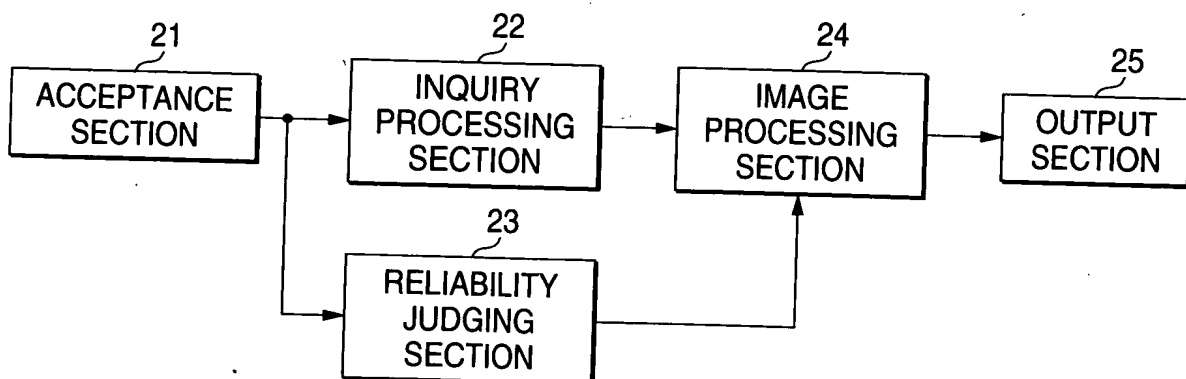 21
ACCEPTANCE
SECTION
22
INQUIRY
PROCESSING
SECTION
24
IMAGE
PROCESSING
SECTION
25
OUTPUT
SECTION
23
RELIABILITY
JUDGING
SECTION